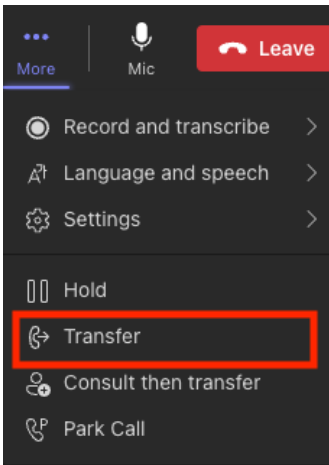 More
Mic
Leave
Record and transcribe
Language and speech
Settings
Hold
Transfer
Consult then transfer
Park Call